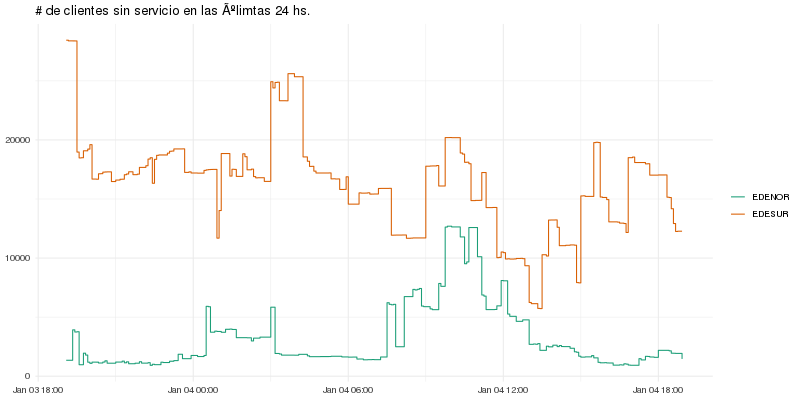 # de clientes sin servicio en las Ãºlimtas 24 hs.
20000
10000
0
Jan 03 18:00
Jan 04 00:00
Jan 04 06:00
Jan 04 12:00
Jan 04 18:00
EDENOR
EDESUR